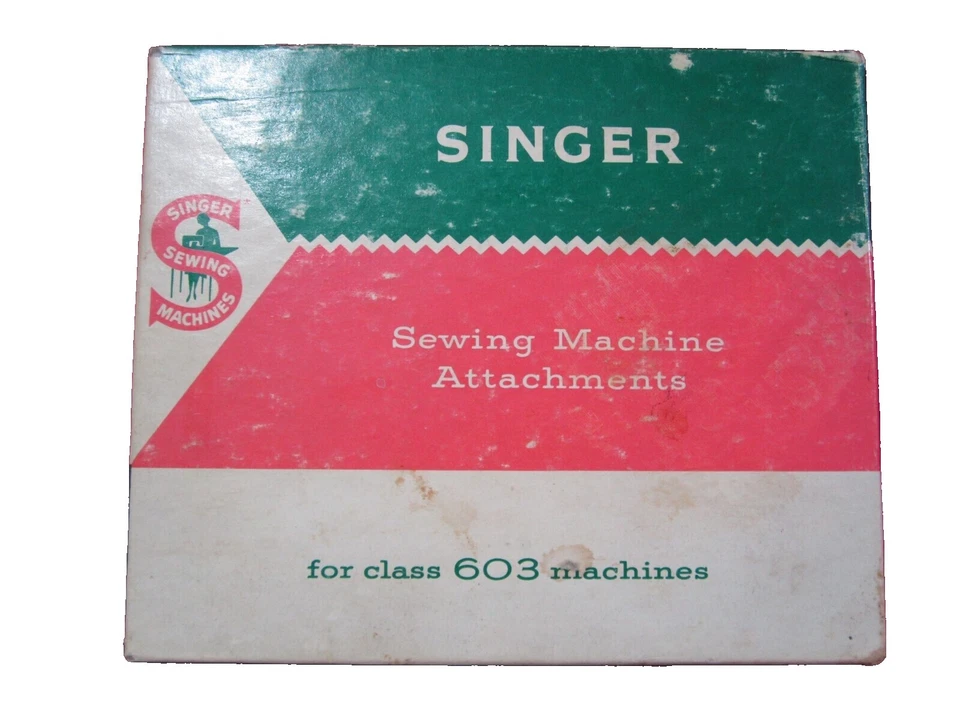 SINGER
SINGER
SEWING
MACHINES
Sewing Machine
Attachments
for class 603 machines